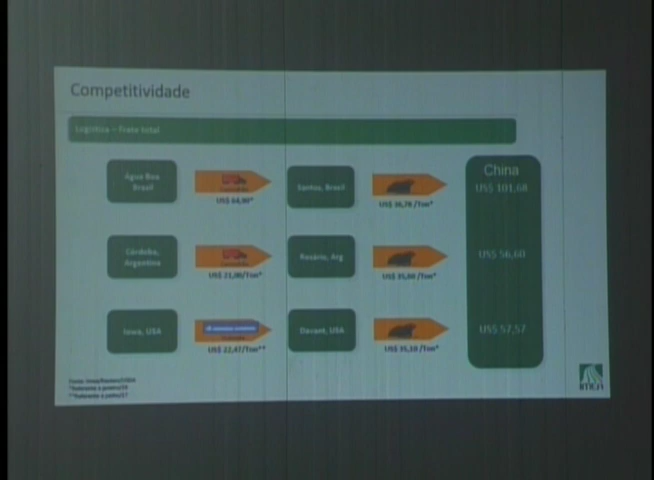 Competitividade
Logística – Frete total
Água Boa
Brasil
US$ 64,90*
Santos, Brasil
US$ 36,78 /Ton*
China
US$ 101,68
Córdoba,
Argentina
US$ 21,00/Ton*
Rosário, Arg
US$ 35,60 /Ton*
US$ 56,60
Iowa, USA
US$ 22,47/Ton**
Davant, USA
US$ 35,10 /Ton*
US$ 57,57
IMEA